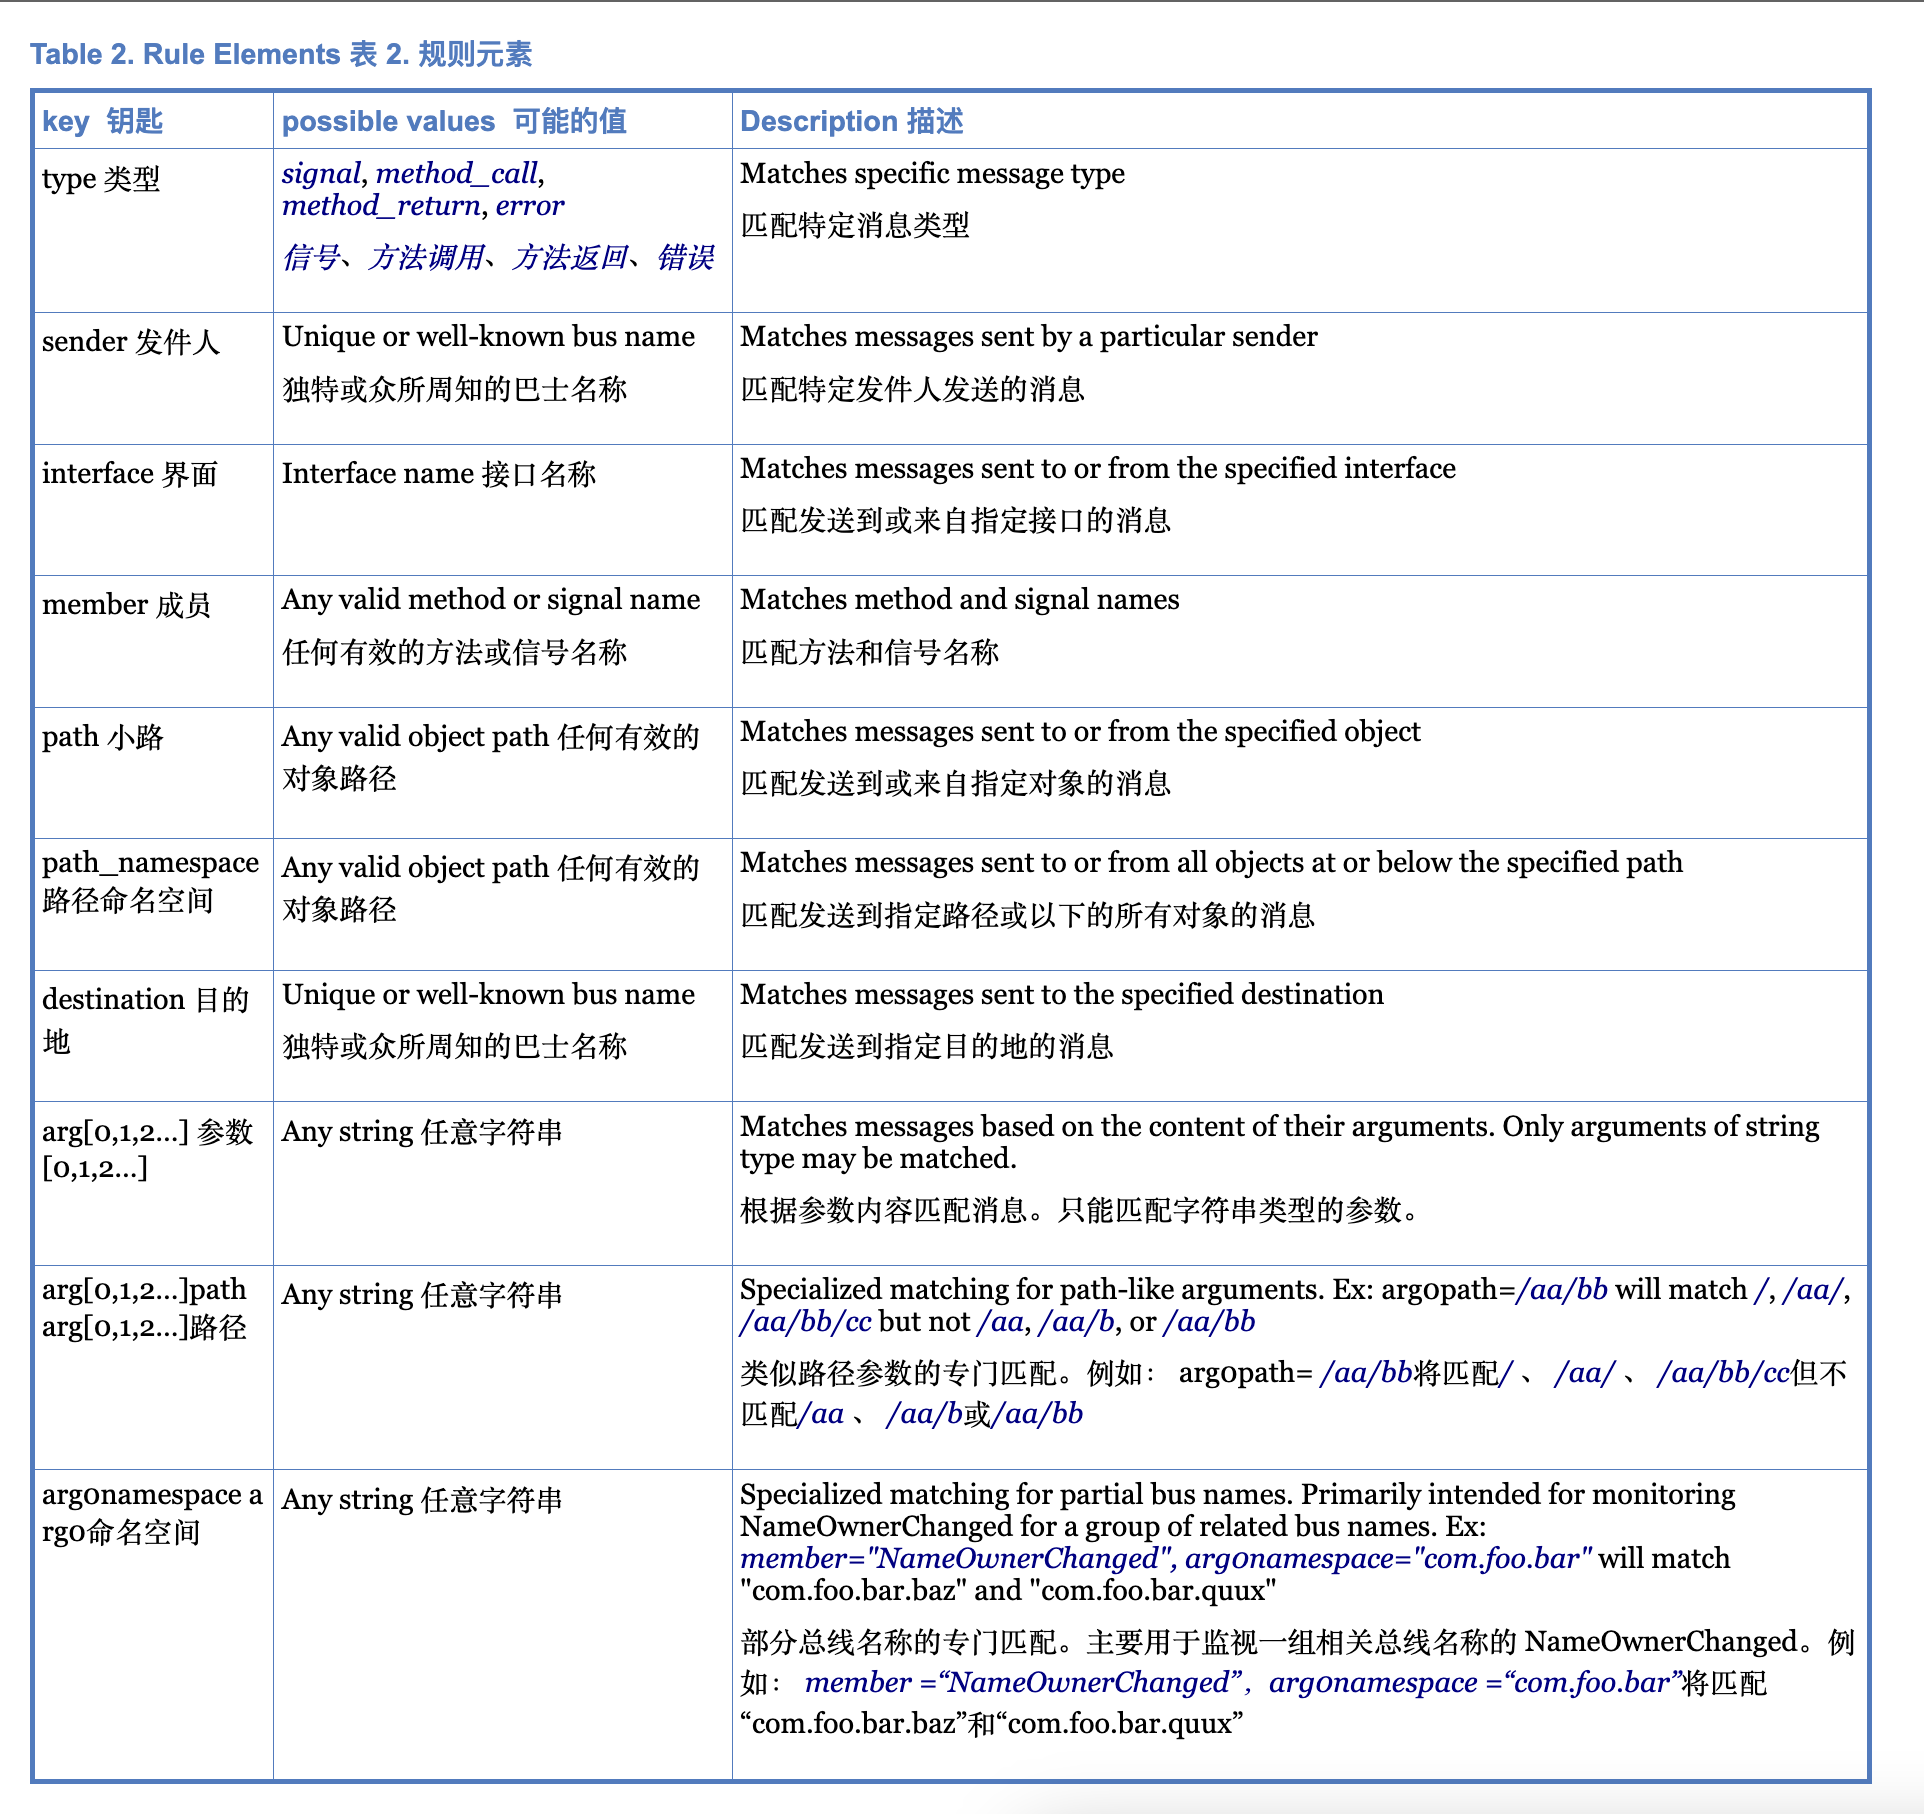 Table 2. Rule Elements 表 2. 规则元素
key 钥匙
possible values 可能的值
Description 描述
type 类型
signal, method_call,
method_return, error
信号、方法调用、方法返回、错误
Matches specific message type
匹配特定消息类型
sender 发件人
Unique or well-known bus name
独特或众所周知的巴士名称
Matches messages sent by a particular sender
匹配特定发件人发送的消息
interface 界面
Interface name 接口名称
Matches messages sent to or from the specified interface
匹配发送到或来自指定接口的消息
member 成员
Any valid method or signal name
任何有效的方法或信号名称
Matches method and signal names
匹配方法和信号名称
path 小路
Any valid object path 任何有效的
对象路径
Matches messages sent to or from the specified object
匹配发送到或来自指定对象的消息
path_namespace
路径命名空间
Any valid object path 任何有效的
对象路径
Matches messages sent to or from all objects at or below the specified path
匹配发送到指定路径或以下的所有对象的消息
destination 目的
地
Unique or well-known bus name
独特或众所周知的巴士名称
Matches messages sent to the specified destination
匹配发送到指定目的地的消息
arg[0,1,2...] 参数
[0,1,2...]
Any string 任意字符串
Matches messages based on the content of their arguments. Only arguments of string
type may be matched.
根据参数内容匹配消息。只能匹配字符串类型的参数。
arg[0,1,2...]path
arg[0,1,2...]路径
Any string 任意字符串
Specialized matching for path-like arguments. Ex: arg0path=/aa/bb will match /, /aa/,
/aa/bb/cc but not /aa, /aa/b, or /aa/bb
类似路径参数的专门匹配。例如： arg0path= /aa/bb将匹配/ 、 /aa/ 、 /aa/bb/cc但不
匹配/aa 、 /aa/b或/aa/bb
arg0namespace a
rg0命名空间
Any string 任意字符串
Specialized matching for partial bus names. Primarily intended for monitoring
NameOwnerChanged for a group of related bus names. Ex:
member="NameOwnerChanged", arg0namespace="com.foo.bar" will match
"com.foo.bar.baz" and "com.foo.bar.quux"
部分总线名称的专门匹配。主要用于监视一组相关总线名称的 NameOwnerChanged。例
如： member =“NameOwnerChanged”，arg0namespace =“com.foo.bar”将匹配
“com.foo.bar.baz”和“com.foo.bar.quux”